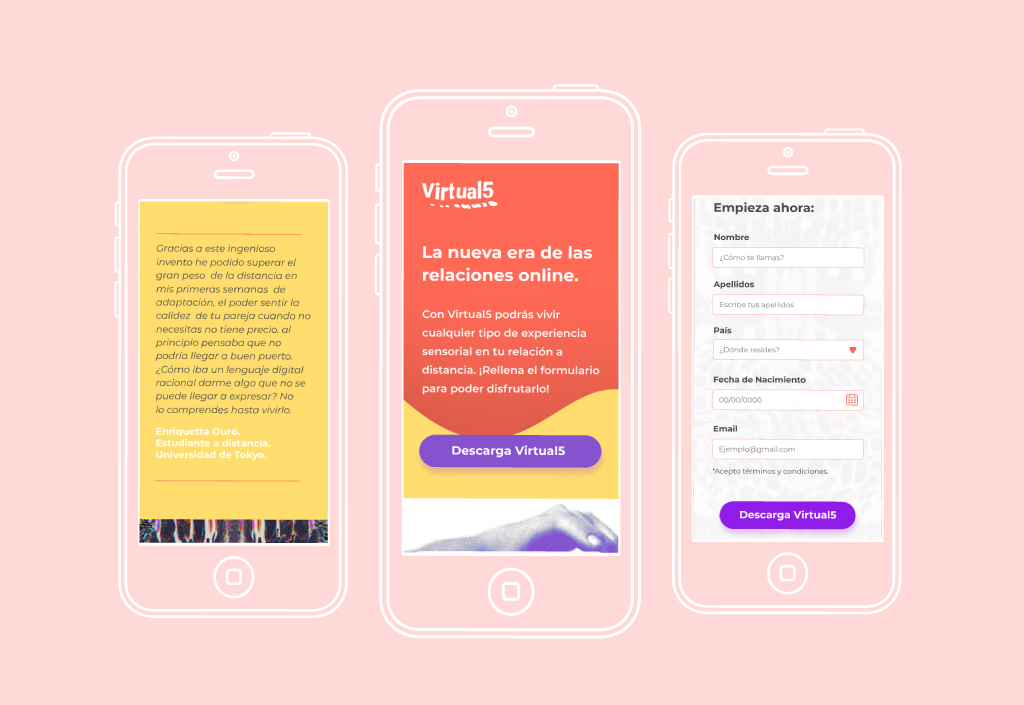 Gracias a este ingenioso
invento he podido superar el
gran peso de la distancia en
mis primeras semanas de
adaptación, el poder sentir la
calidez de tu pareja cuando no
necesitas no tiene precio. al
principio pensaba que no
podría llegar a buen puerto.
¿Cómo iba un lenguaje digital
racional darme algo que no se
puede llegar a expresar? No
lo comprendes hasta vivirlo.
Enriquetta Ouro.
Estudiante a distancia.
Universidad de Tokyo.
Virtual5
La nueva era de las
relaciones online.
Con Virtual5 podrás vivir
cualquier tipo de experiencia
sensorial en tu relación a
distancia. ¡Rellena el formulario
para poder disfrutarlo!
Descarga Virtual5
Empieza ahora:
Nombre
¿Cómo te llamas?
Apellidos
Escribe tus apellidos
País
¿Dónde resides?
Fecha de Nacimiento
00/00/0000
Email
Ejemplo@gmail.com
*Acepto términos y condiciones.
Descarga Virtual5